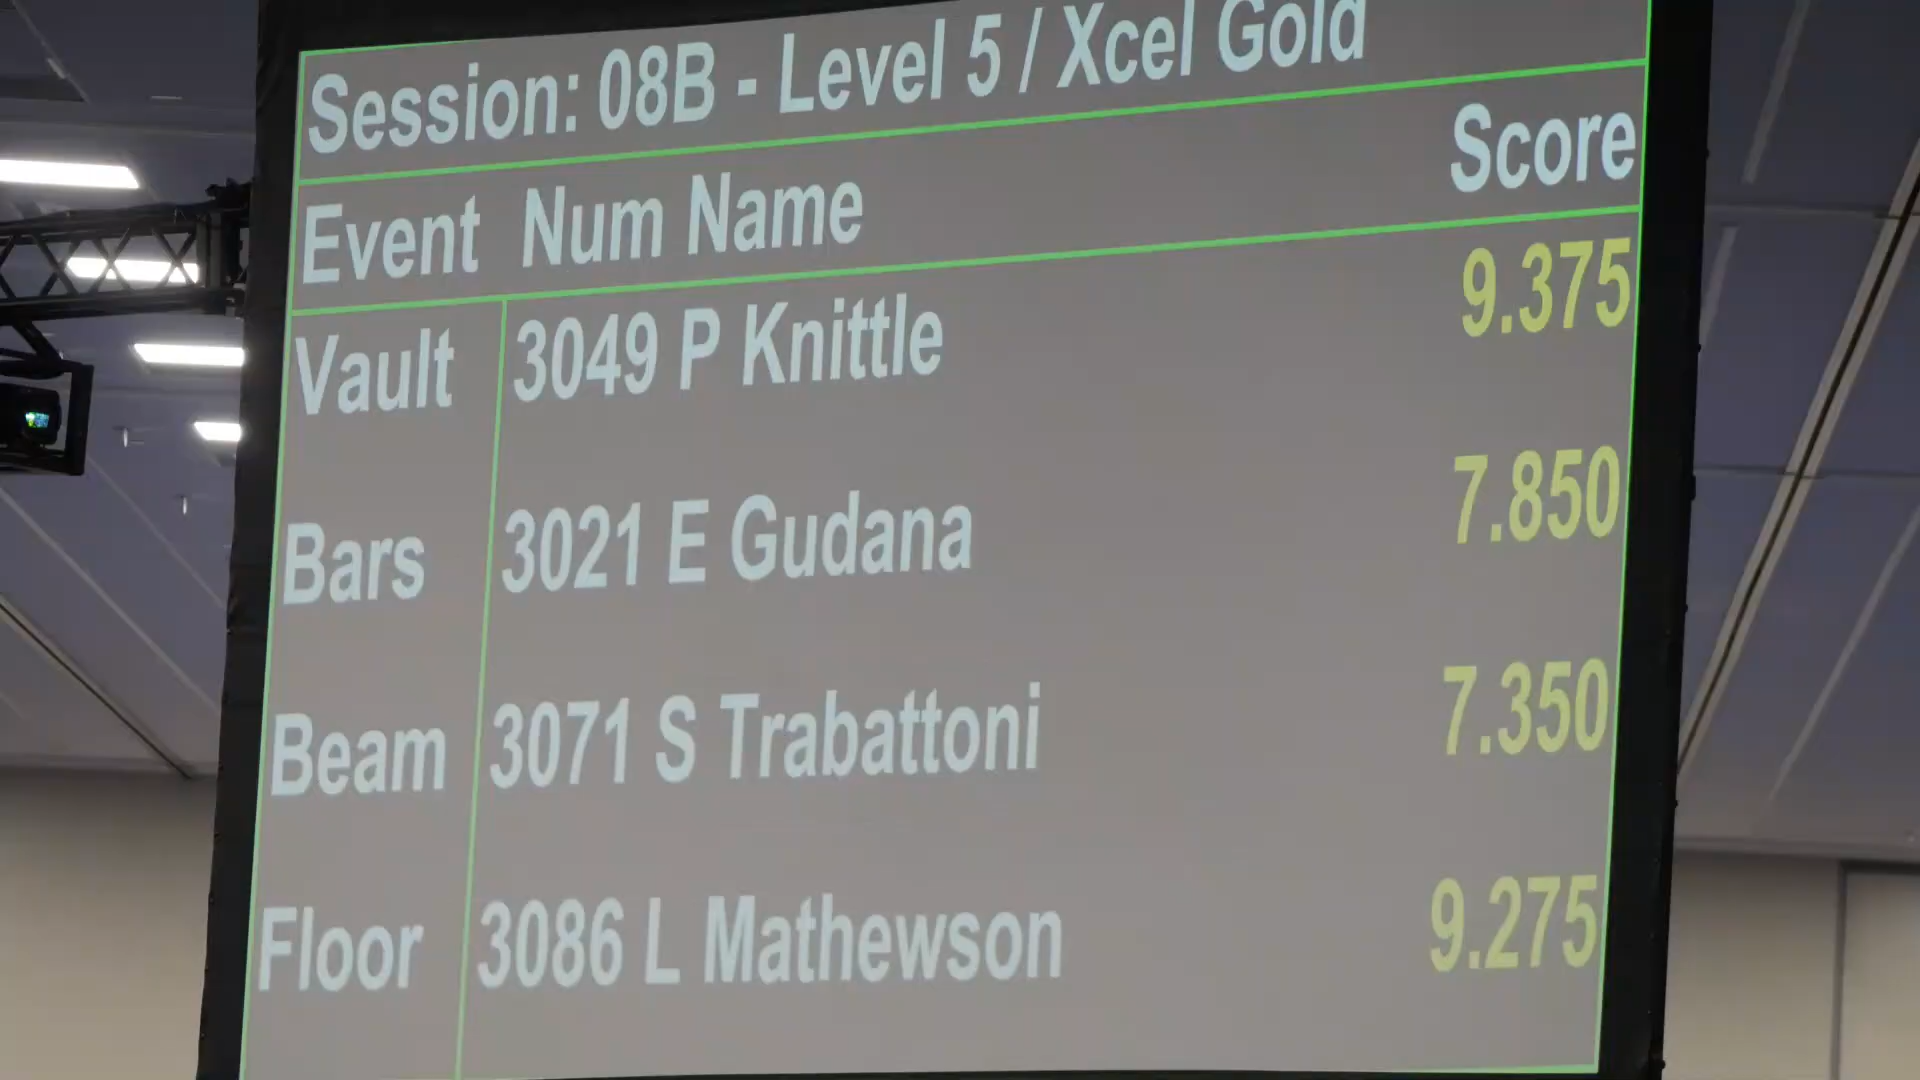 Session: 08B - Level 5 / Xcel Gold
Event Num Name Score
Vault 3049 P Knittle 9.375
Bars 3021 E Gudana 7.850
Beam 3071 S Trabattoni 7.350
Floor 3086 L Mathewson 9.275